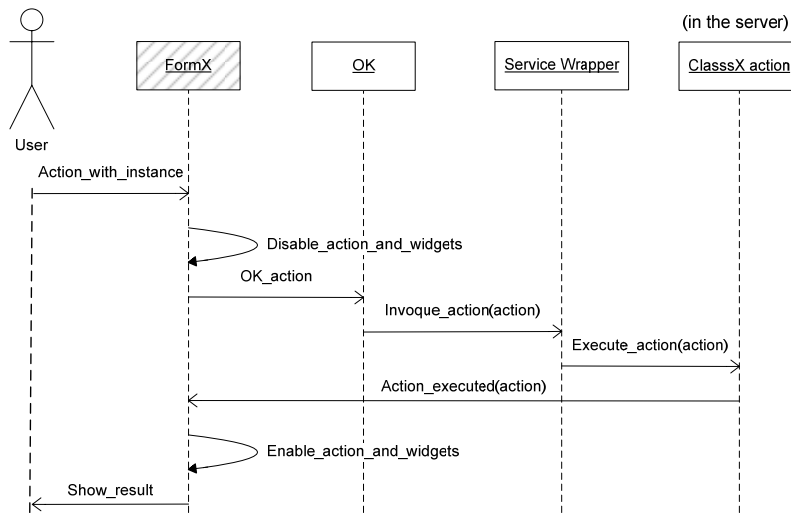 (in the server)
FormX
OK
Service Wrapper
ClasssX action
User
Action_with_instance
Disable_action_and_widgets
OK_action
Invoque_action(action)
Execute_action(action)
Action_executed(action)
Enable_action_and_widgets
Show_result